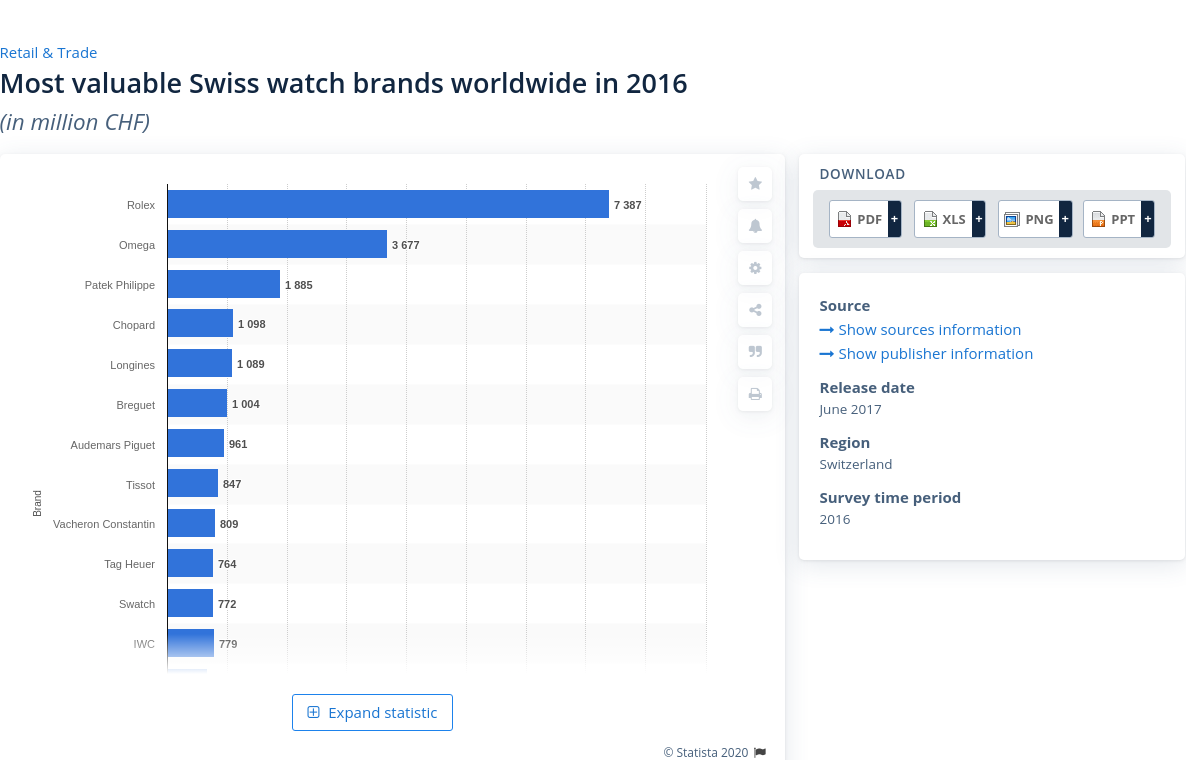 Retail & Trade
Most valuable Swiss watch brands worldwide in 2016
(in million CHF)
Rolex 7 387
Omega 3 677
Patek Philippe 1 885
Chopard 1 098
Longines 1 089
Breguet 1 004
Audemars Piguet 961
Tissot 847
Vacheron Constantin 809
Tag Heuer 764
Swatch 772
IWC 779
Brand
Expand statistic
© Statista 2020
DOWNLOAD
PDF + XLS + PNG + PPT +
Source
Show sources information
Show publisher information
Release date
June 2017
Region
Switzerland
Survey time period
2016